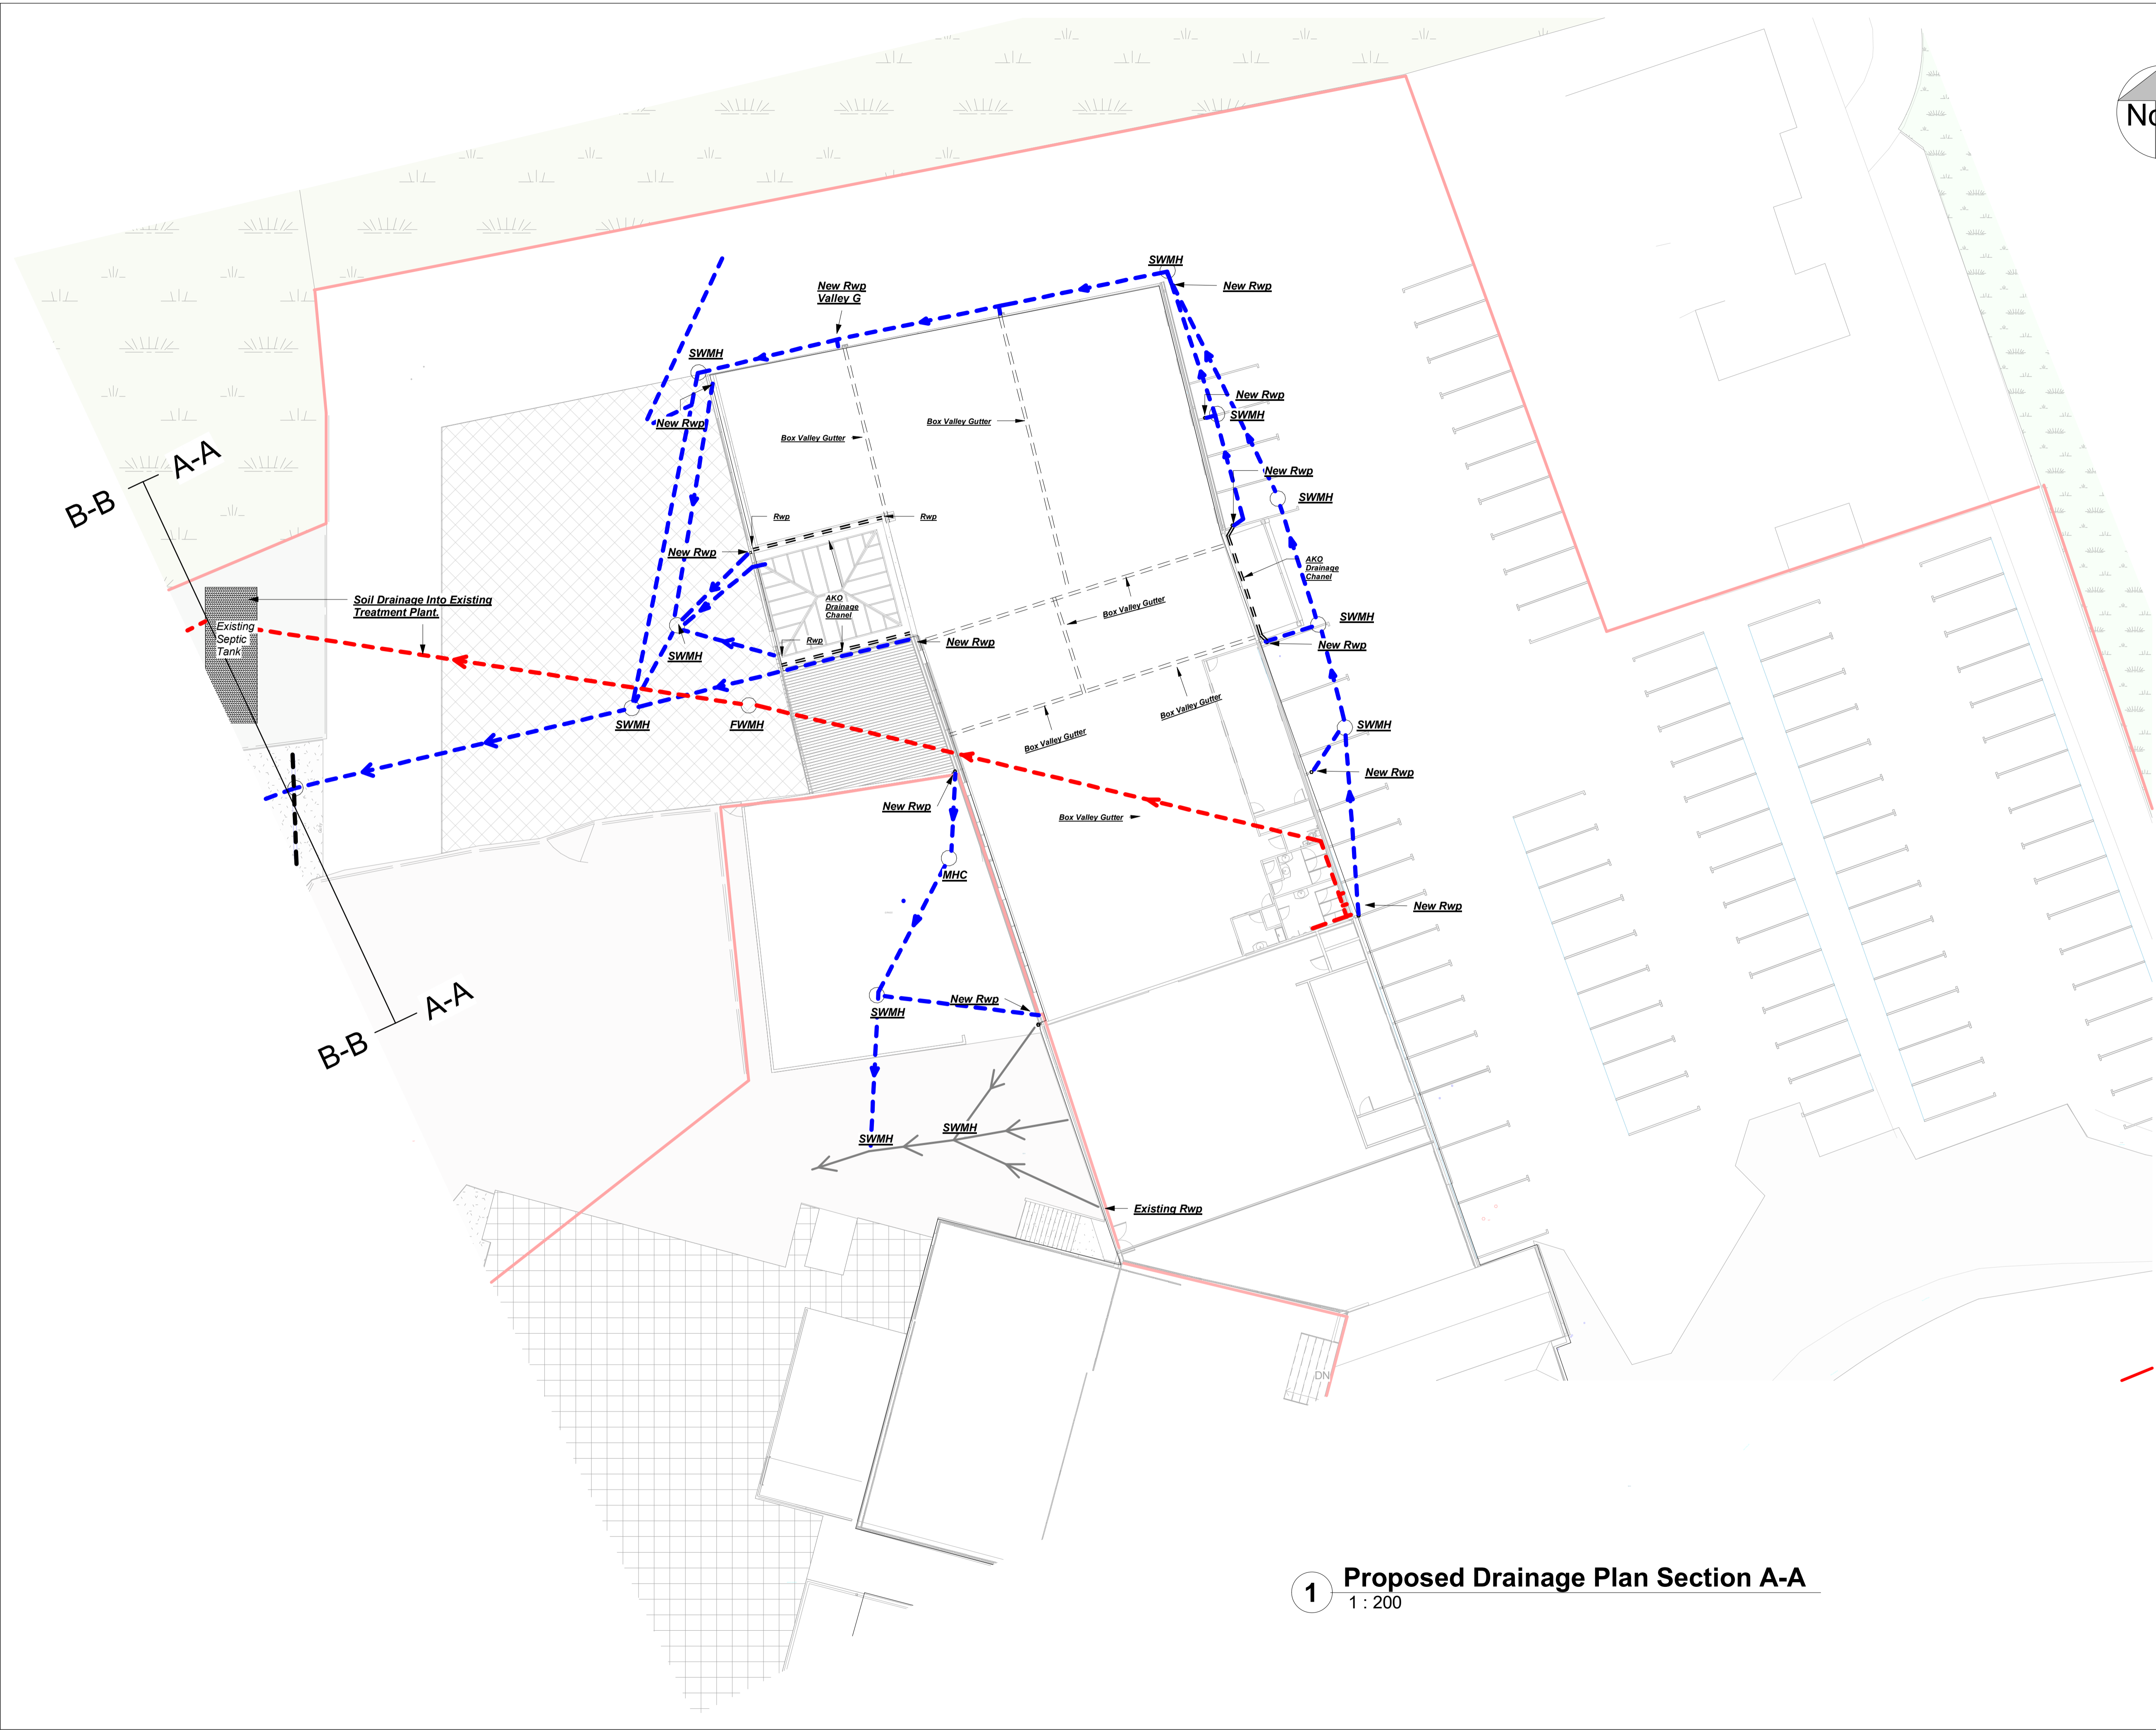 No
SWMH
New Rwp
New Rwp
Valley G
SWMH
New Rwp
SWMH
New Rwp
Box Valley Gutter
Box Valley Gutter
New Rwp
SWMH
A-A
B-B
Rwp
Rwp
New Rwp
AKO
Drainage
Chanel
Soil Drainage Into Existing
Treatment Plant.
AKO
Drainage
Chanel
Box Valley Gutter
Existing
Septic
Tank
SWMH
Rwp
New Rwp
New Rwp
SWMH
Box Valley Gutter
SWMH
FWMH
SWMH
Box Valley Gutter
New Rwp
New Rwp
Box Valley Gutter
MHC
New Rwp
A-A
B-B
New Rwp
SWMH
SWMH
SWMH
Existing Rwp
DN
1
Proposed Drainage Plan Section A-A
1 : 200